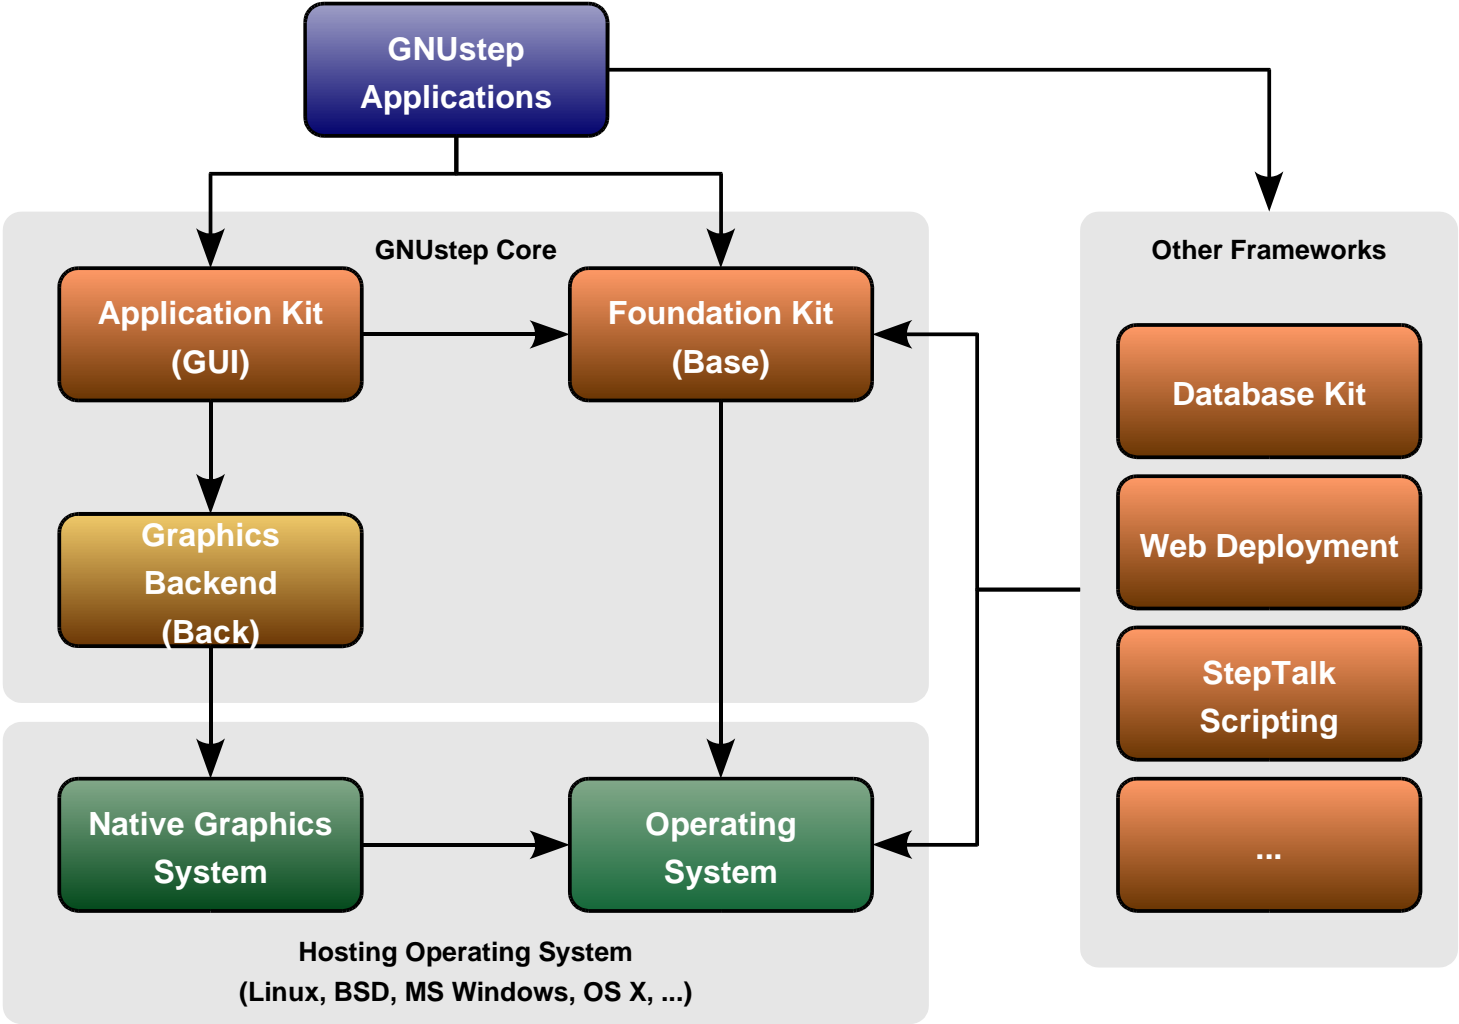 GNUstep
Applications
GNUstep Core
Other Frameworks
Application Kit
(GUI)
Foundation Kit
(Base)
Database Kit
Graphics
Backend
(Back)
Web Deployment
StepTalk
Scripting
Native Graphics
System
Operating
System
...
Hosting Operating System
(Linux, BSD, MS Windows, OS X, ...)